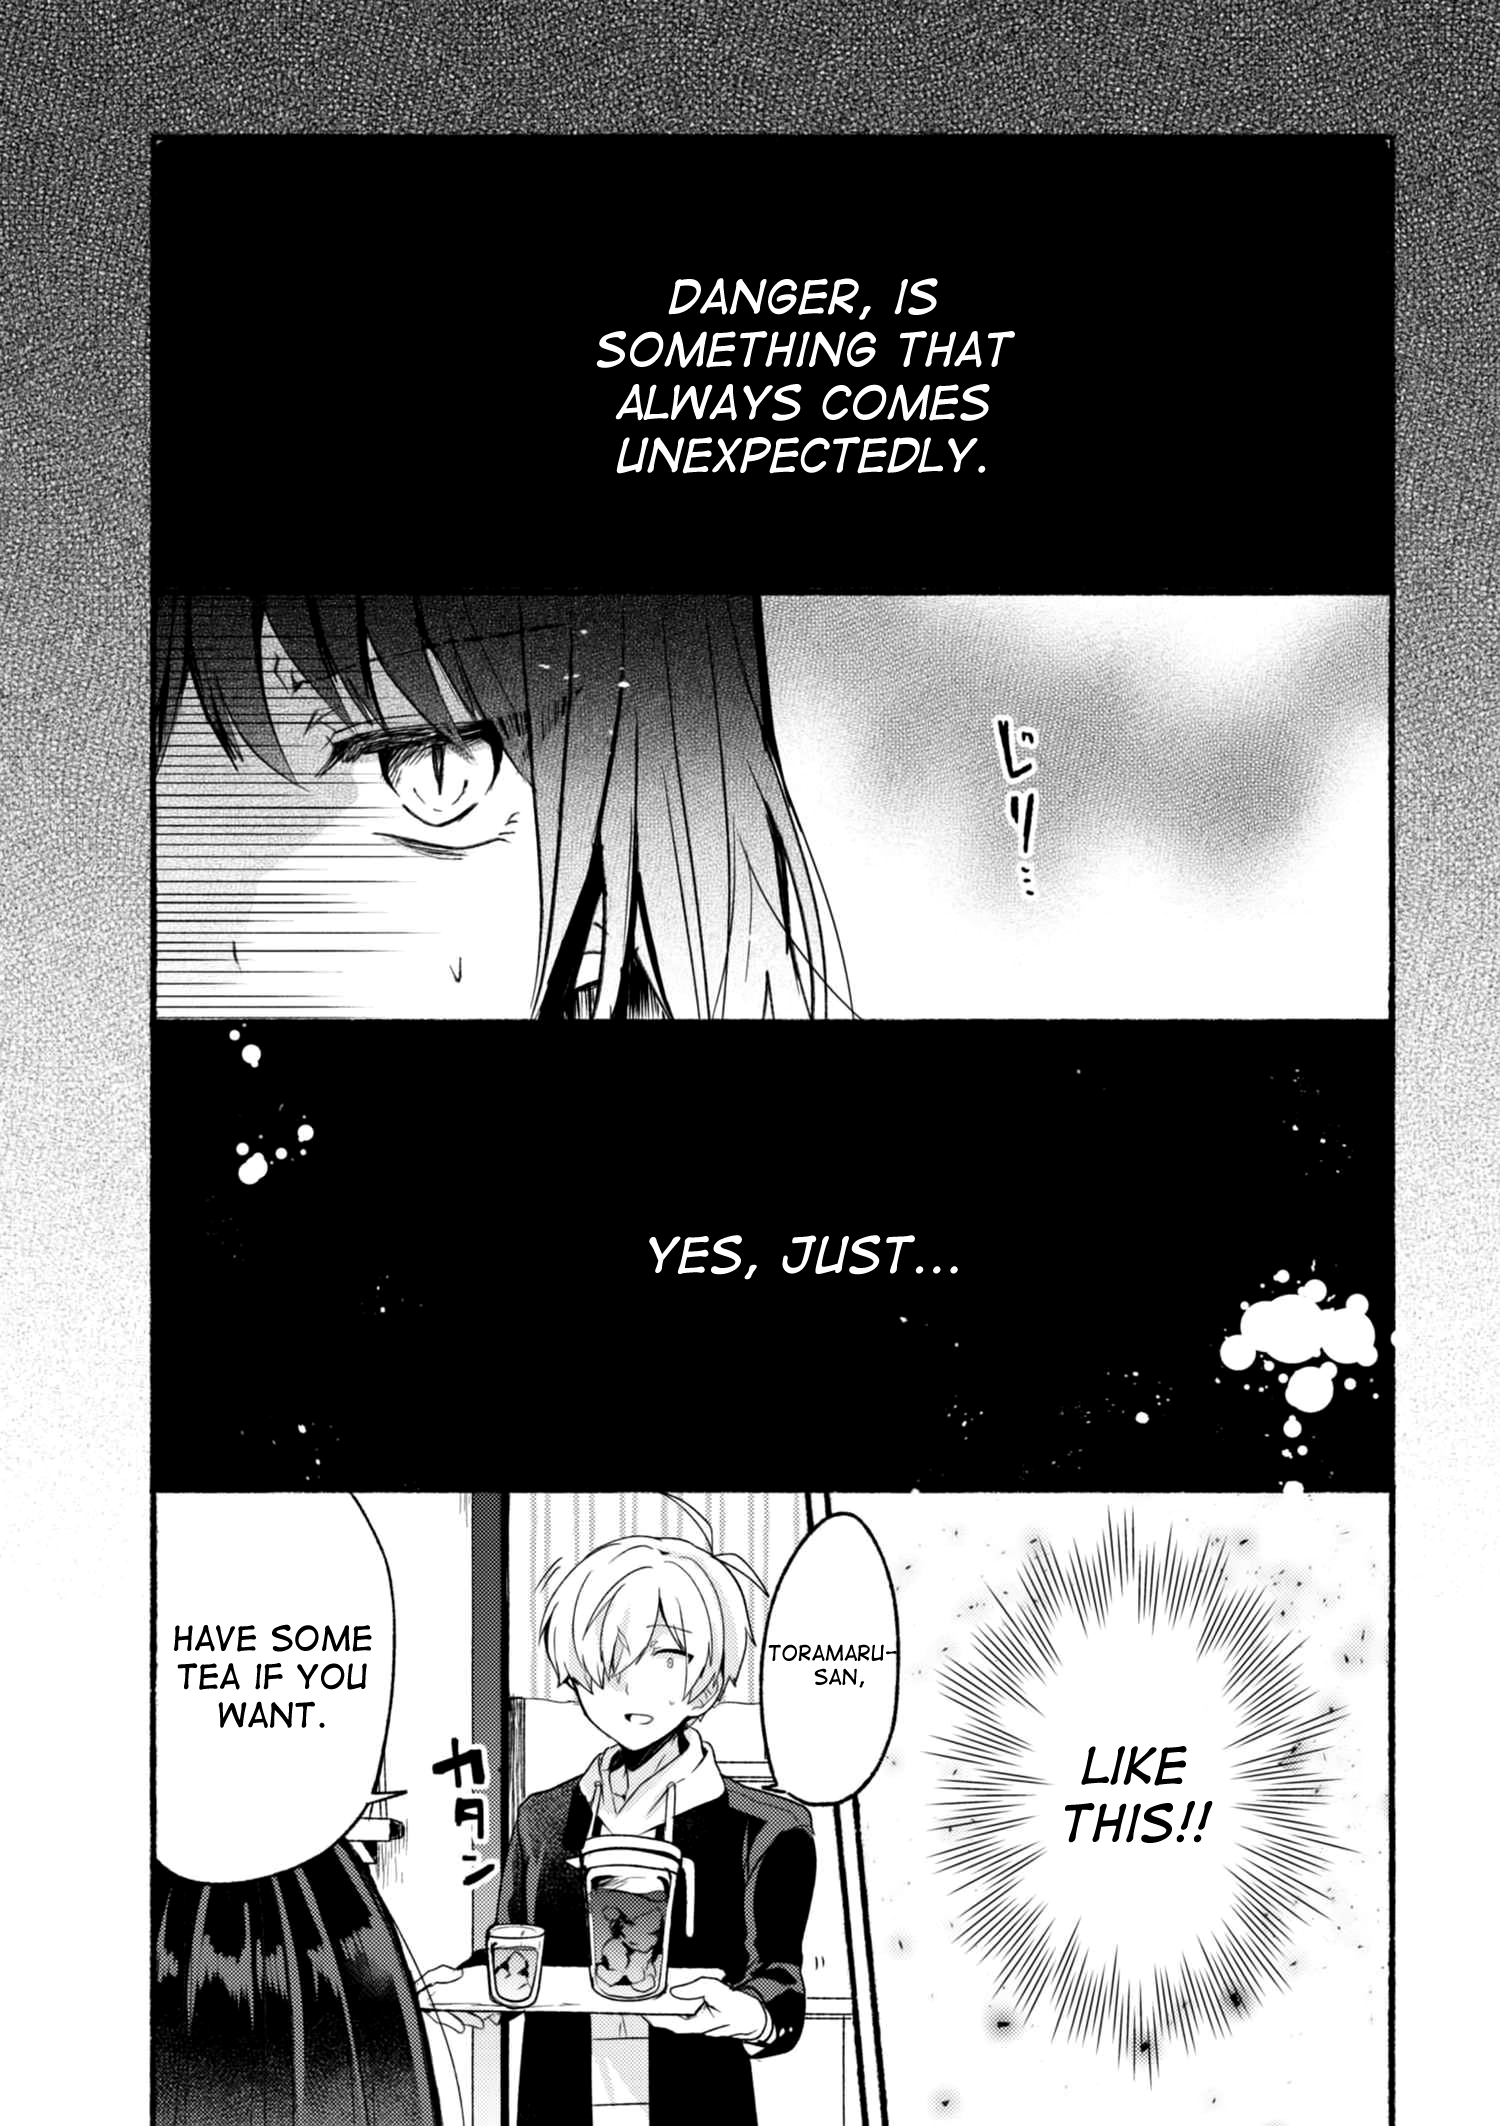 DANGER, IS
SOMETHING THAT
ALWAYS COMES
UNEXPECTEDLY.
じリ…
YES, JUST...
LIKE
THIS!!
TORAMARU-
SAN,
カタン
HAVE SOME
TEA IF YOU
WANT.